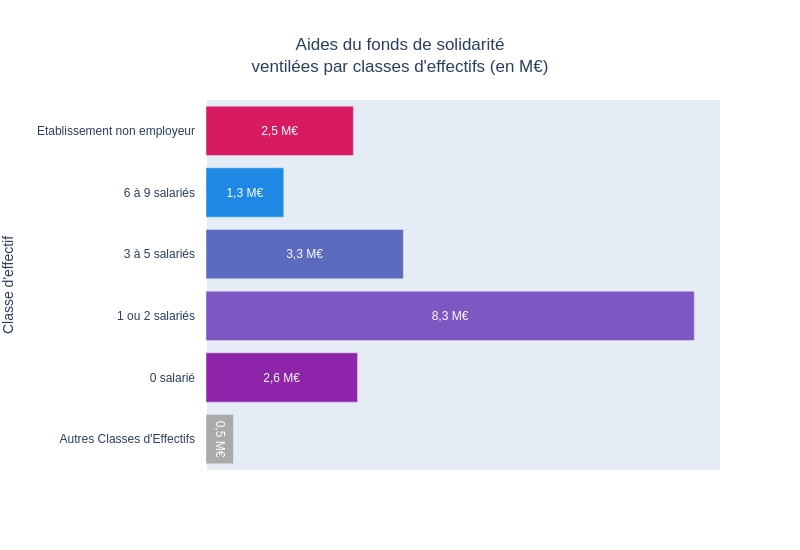 Aides du fonds de solidarité
ventilées par classes d'effectifs (en M€)
Classe d'effectif
Etablissement non employeur
2,5 M€
6 à 9 salariés
1,3 M€
3 à 5 salariés
3,3 M€
1 ou 2 salariés
8,3 M€
0 salarié
2,6 M€
Autres Classes d'Effectifs
0,5 M€